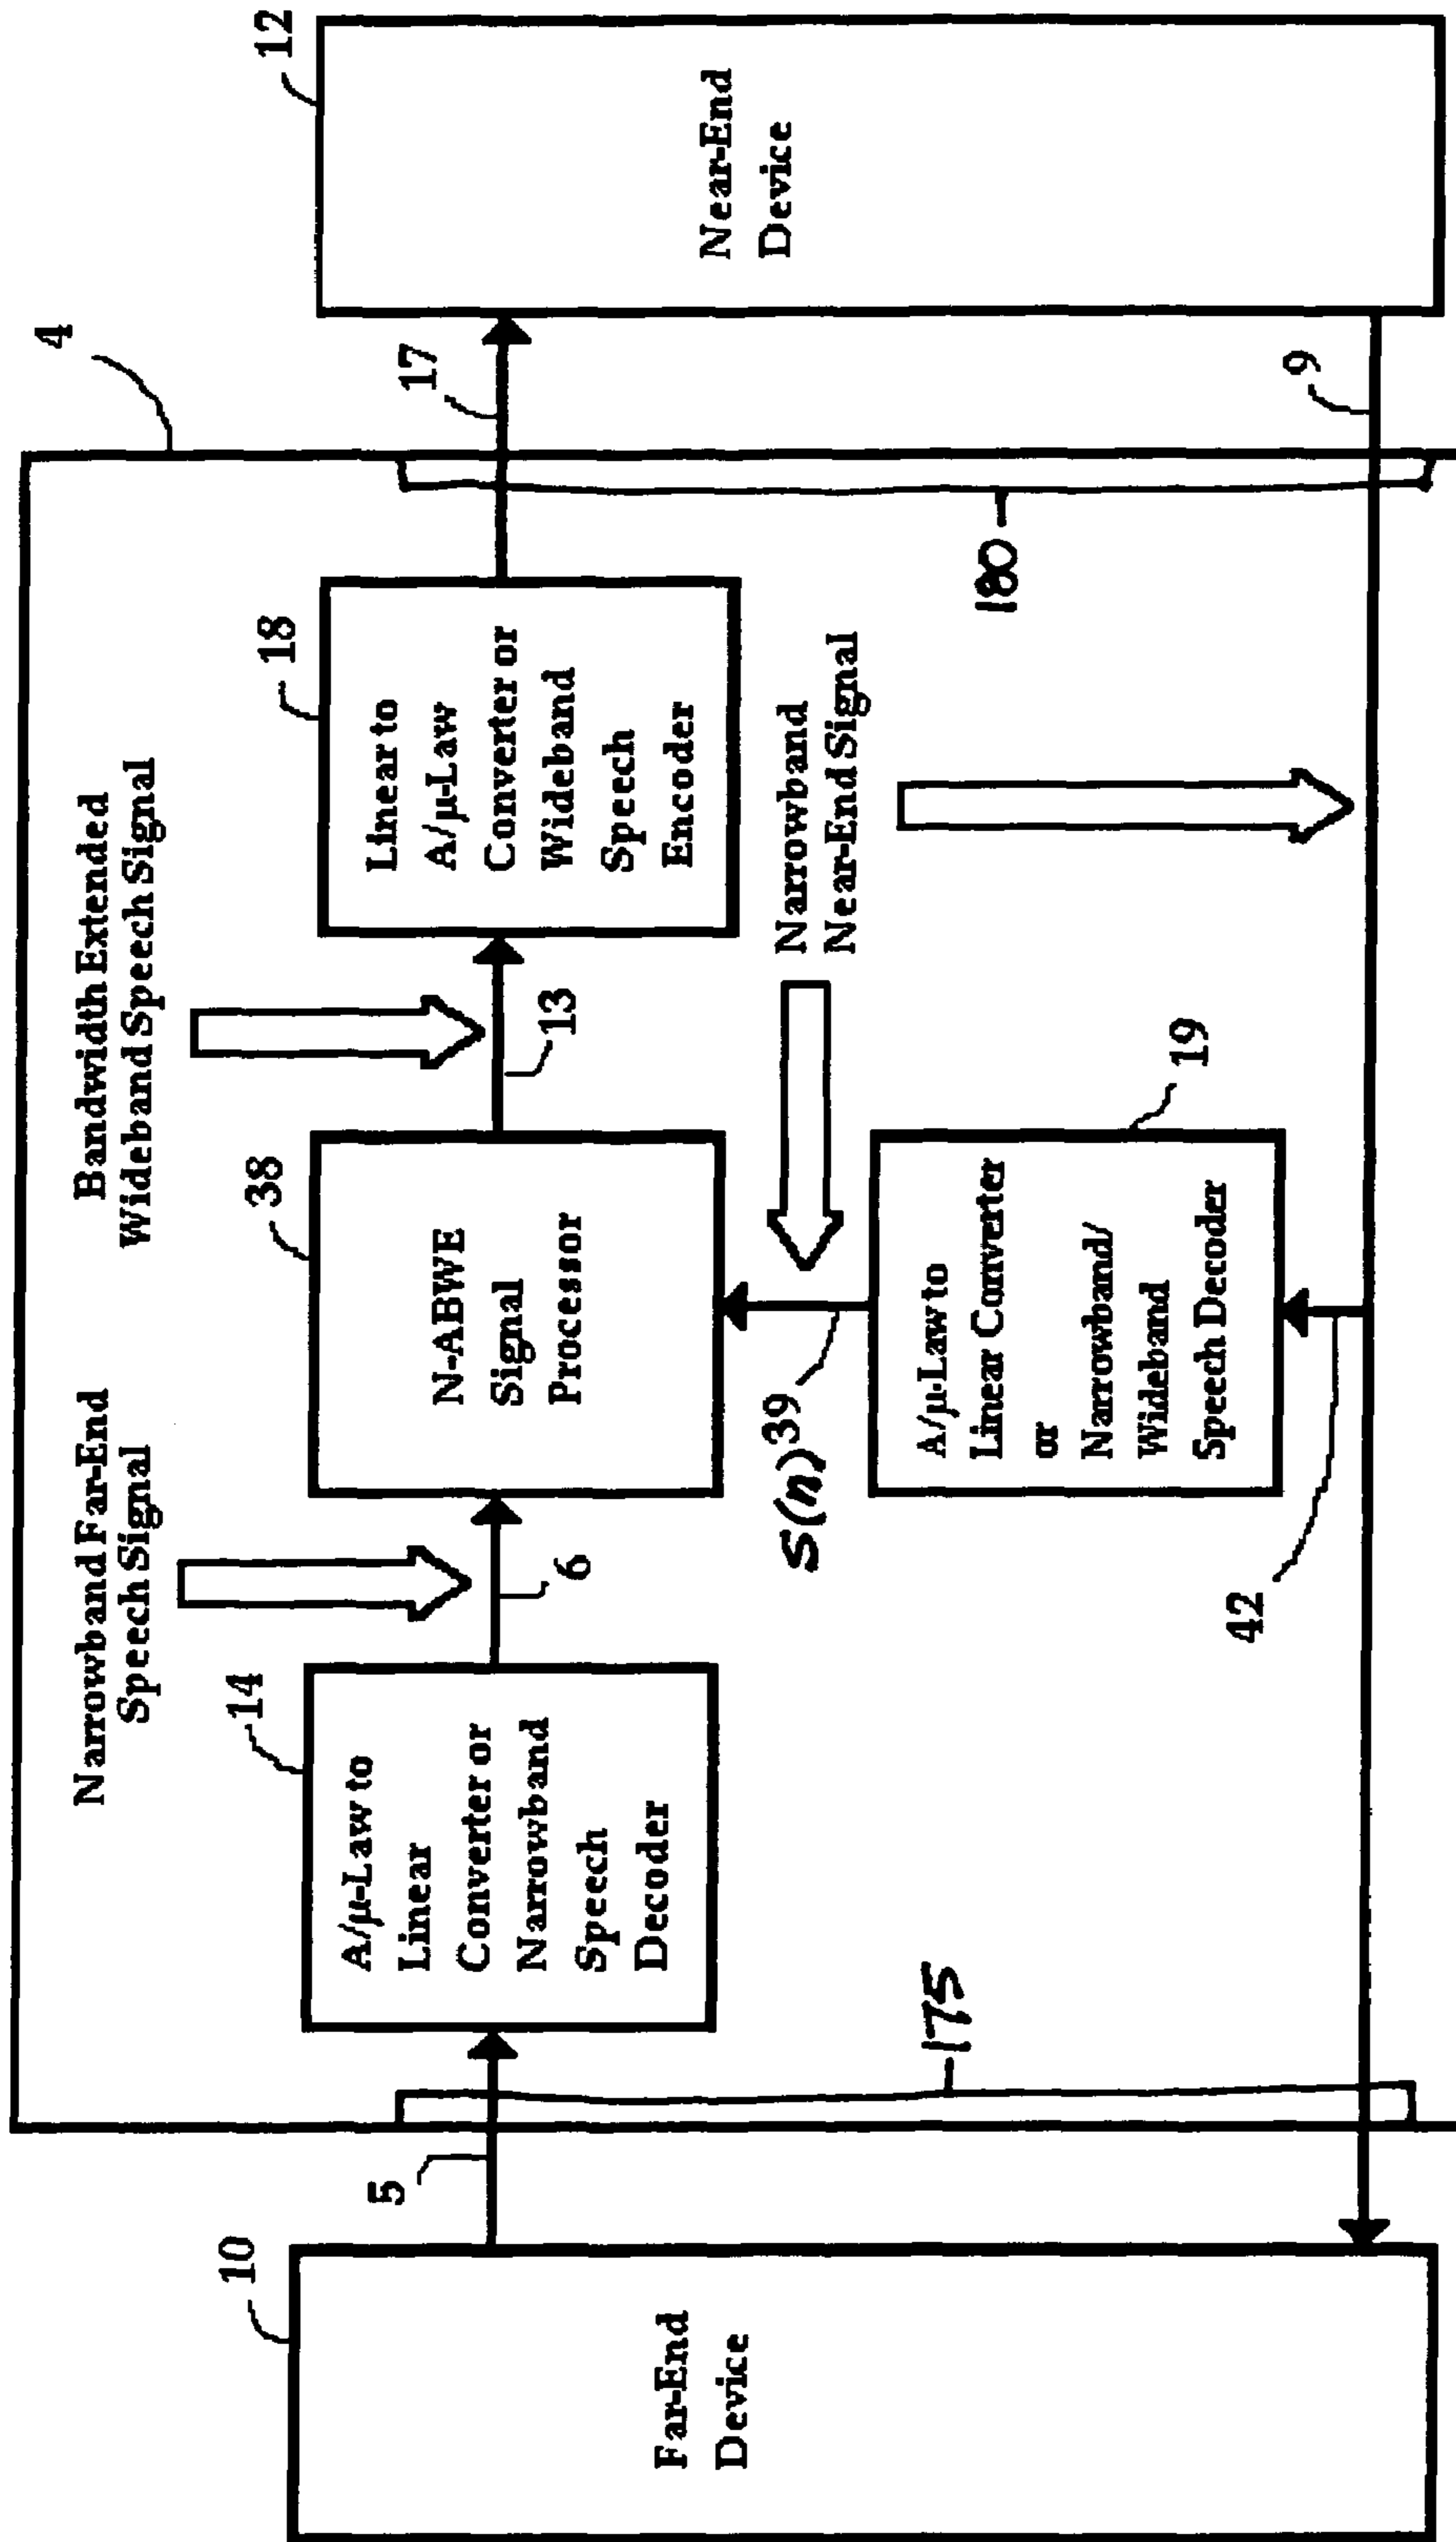 12
Near-End
Device
4
17
9
180
18
Linear to
A/μ-Law
Converter or
Wideband
Speech
Encoder
Bandwidth Extended
Wideband Speech Signal
13
Narrowband
Near-End Signal
38
N-ABWE
Signal
Processor
19
A/μ-Law to
Linear Converter
or
Narrowband/
Wideband
Speech Decoder
S(n) 39
42
Narrowband Far-End
Speech Signal
6
14
A/μ-Law to
Linear
Converter or
Narrowband
Speech
Decoder
175
5
10
Far-End
Device